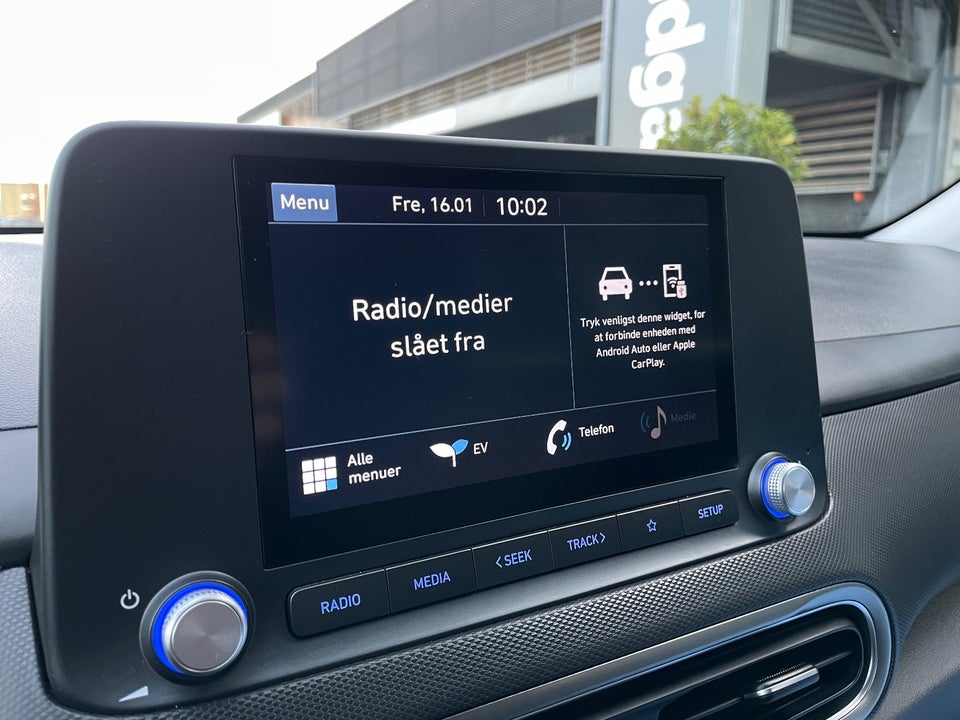 Menu
Fre, 16.01
10:02
Radio/medier
slået fra
Tryk venligst denne widget, for
at forbinde enheden med
Android Auto eller Apple
CarPlay.
Alle
menuer
EV
Telefon
Medie
RADIO
MEDIA
<SEEK
TRACK>
SETUP